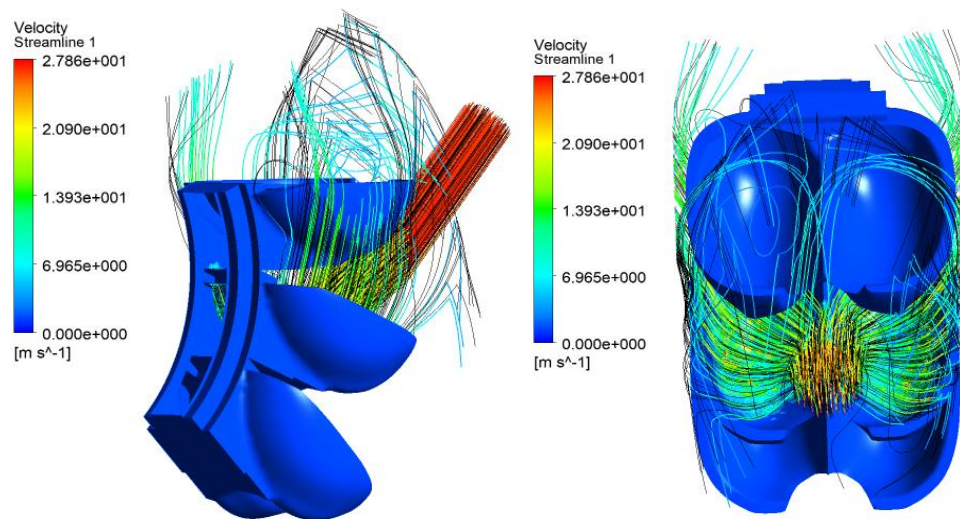 Velocity
Streamline 1
2.786e+001
2.090e+001
1.393e+001
6.965e+000
0.000e+000
[m s^-1]
Velocity
Streamline 1
2.786e+001
2.090e+001
1.393e+001
6.965e+000
0.000e+000
[m s^-1]